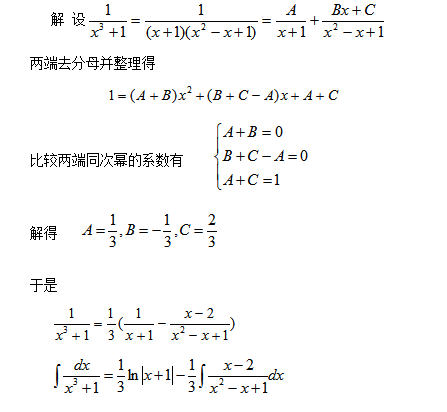 解 设 \frac{1}{x^3+1} = \frac{1}{(x+1)(x^2-x+1)} = \frac{A}{x+1} + \frac{Bx+C}{x^2-x+1}
两端去分母并整理得
1 = (A+B)x^2 + (B+C-A)x + A + C
比较两端同次幂的系数有 \begin{cases} A+B=0 \\ B+C-A=0 \\ A+C=1 \end{cases}
解得 A=\frac{1}{3}, B=-\frac{1}{3}, C=\frac{2}{3}
于是
\frac{1}{x^3+1} = \frac{1}{3}(\frac{1}{x+1} - \frac{x-2}{x^2-x+1})
\int \frac{dx}{x^3+1} = \frac{1}{3}\ln|x+1| - \frac{1}{3}\int \frac{x-2}{x^2-x+1}dx